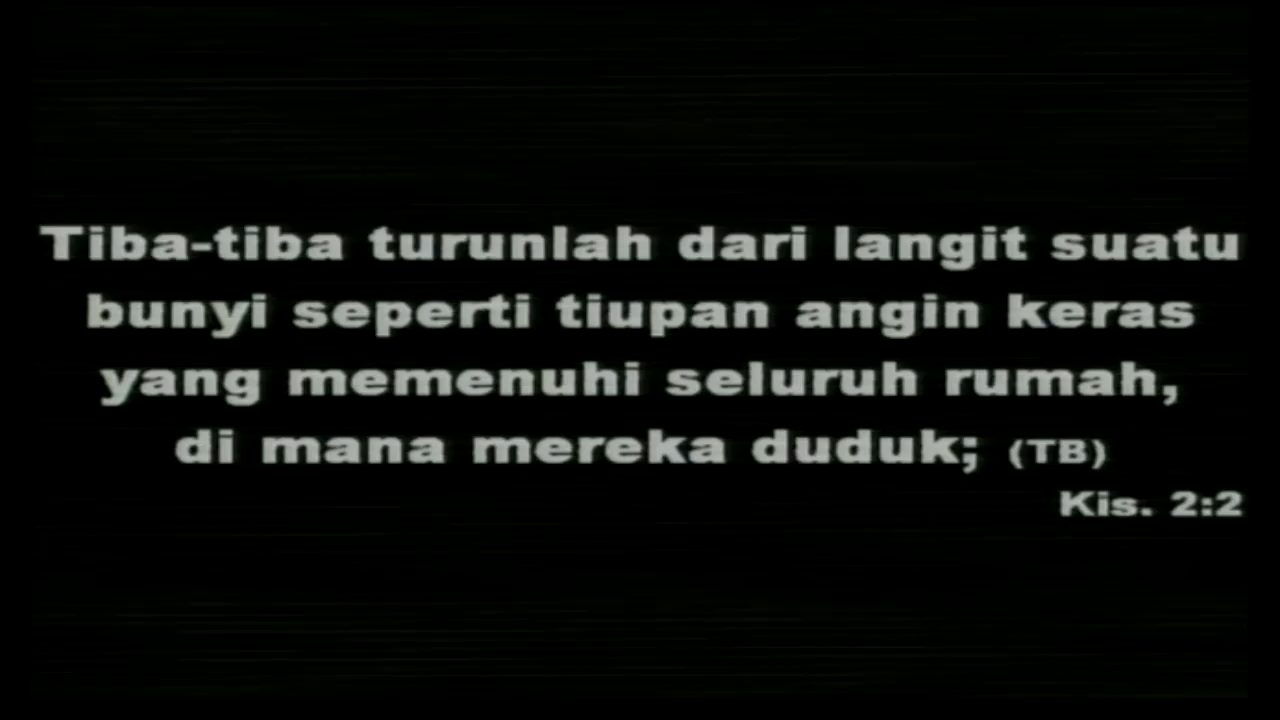 Tiba-tiba turunlah dari langit suatu
bunyi seperti tiupan angin keras
yang memenuhi seluruh rumah,
di mana mereka duduk; (TB)
Kis. 2:2